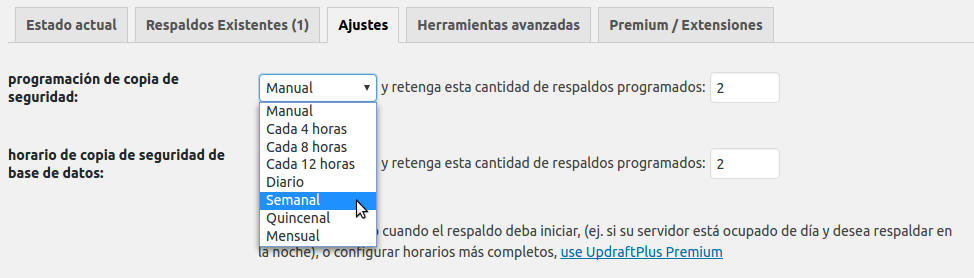 Estado actual
Respaldos Existentes (1)
Ajustes
Herramientas avanzadas
Premium / Extensiones
programación de copia de
seguridad:
Manual
y retenga esta cantidad de respaldos programados:
2
Manual
Cada 4 horas
Cada 8 horas
Cada 12 horas
Diario
Semanal
Quincenal
Mensual
horario de copia de seguridad de
base de datos:
y retenga esta cantidad de respaldos programados:
2
cuando el respaldo deba iniciar, (ej. si su servidor está ocupado de día y desea respaldar en
la noche), o configurar horarios más completos, use UpdraftPlus Premium